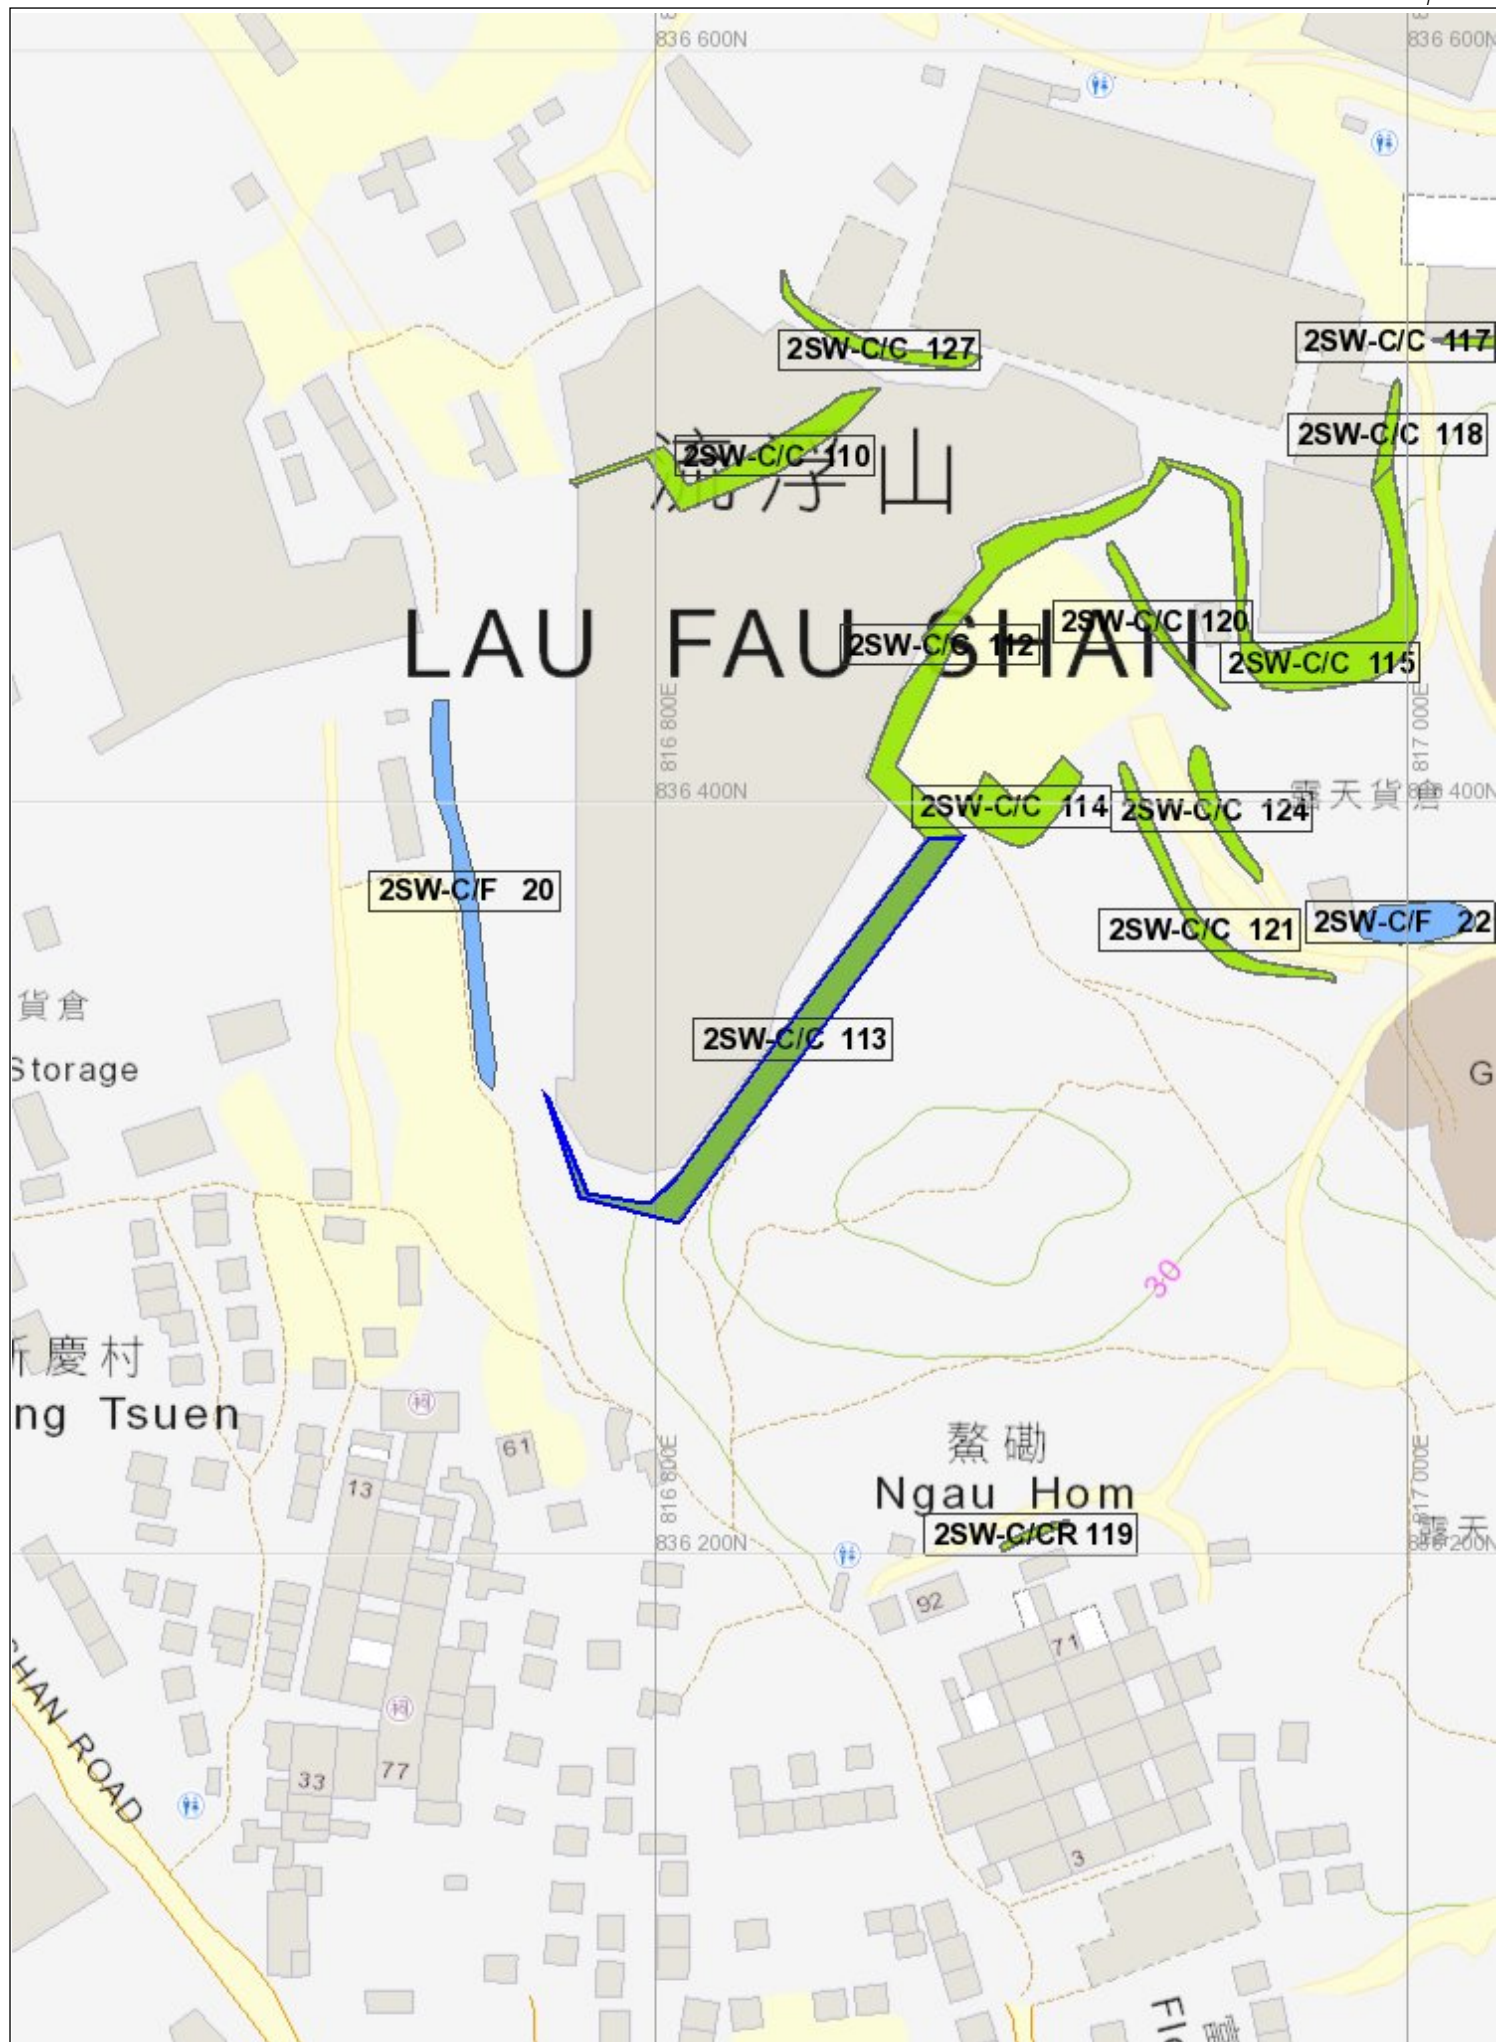 836 600N
836 600N
2SW-C/C 127
2SW-C/C 117
2SW-C/C 118
2SW-C/C 110
流浮山
2SW-C/C 120
LAU FAU SHAN
2SW-C/C 112
2SW-C/C 115
816 800E
817 000E
836 400N
836 400N
露天貨倉
2SW-C/C 114
2SW-C/C 124
2SW-C/F 20
2SW-C/C 121
2SW-C/F 22
貨倉
Storage
2SW-C/C 113
G
30
慶村
ng Tsuen
祠
61
13
鰲磡
Ngau Hom
816 800E
817 000E
2SW-C/CR 119
836 200N
836 200N
露天
92
71
HAN ROAD
祠
33
77
3